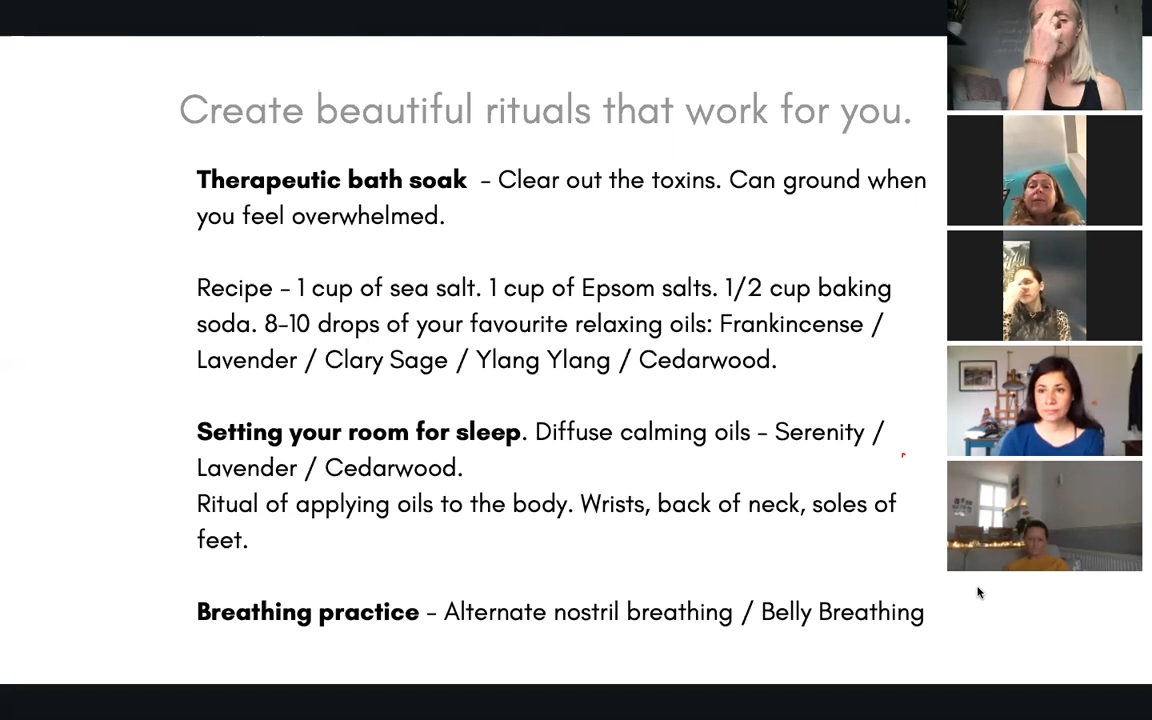 Create beautiful rituals that work for you.
Therapeutic bath soak - Clear out the toxins. Can ground when
you feel overwhelmed.
Recipe - 1 cup of sea salt. 1 cup of Epsom salts. 1/2 cup baking
soda. 8-10 drops of your favourite relaxing oils: Frankincense /
Lavender / Clary Sage / Ylang Ylang / Cedarwood.
Setting your room for sleep. Diffuse calming oils - Serenity /
Lavender / Cedarwood.
Ritual of applying oils to the body. Wrists, back of neck, soles of
feet.
Breathing practice - Alternate nostril breathing / Belly Breathing